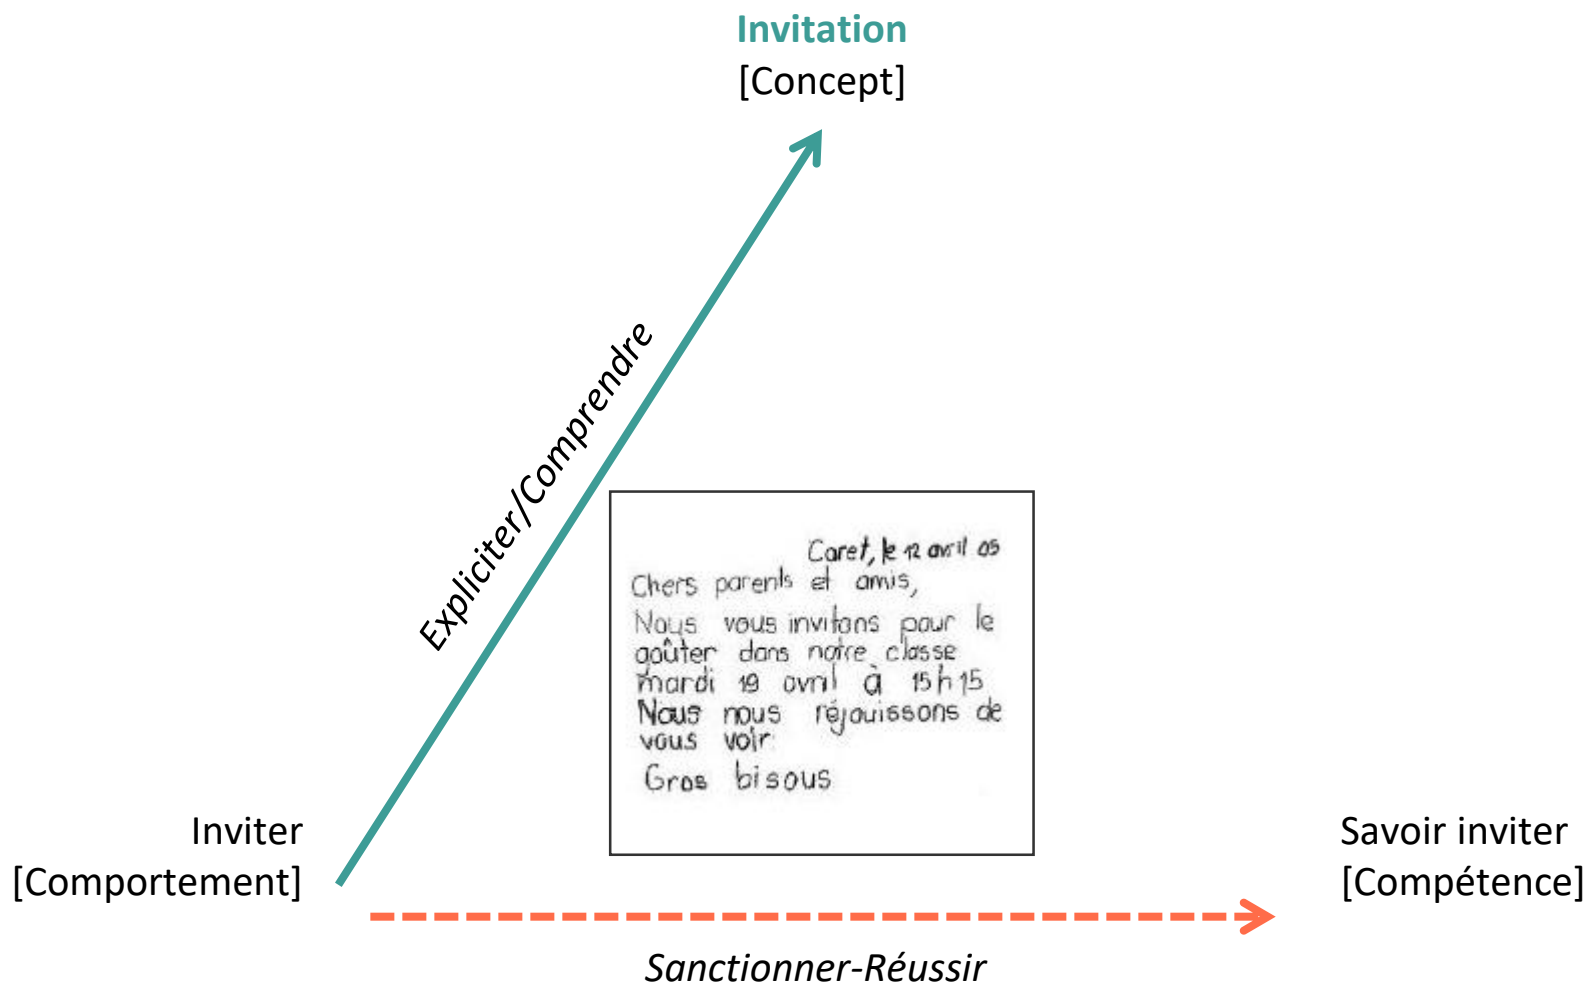 Invitation
[Concept]
Expliciter/Comprendre
Caret, le 12 avril 05
Chers parents et amis,
Nous vous invitons pour le
goûter dans notre classe
mardi 19 avril à 15h15
Nous nous réjouissons de
vous voir.
Gros bisous
Inviter
[Comportement]
Savoir inviter
[Compétence]
Sanctionner-Réussir